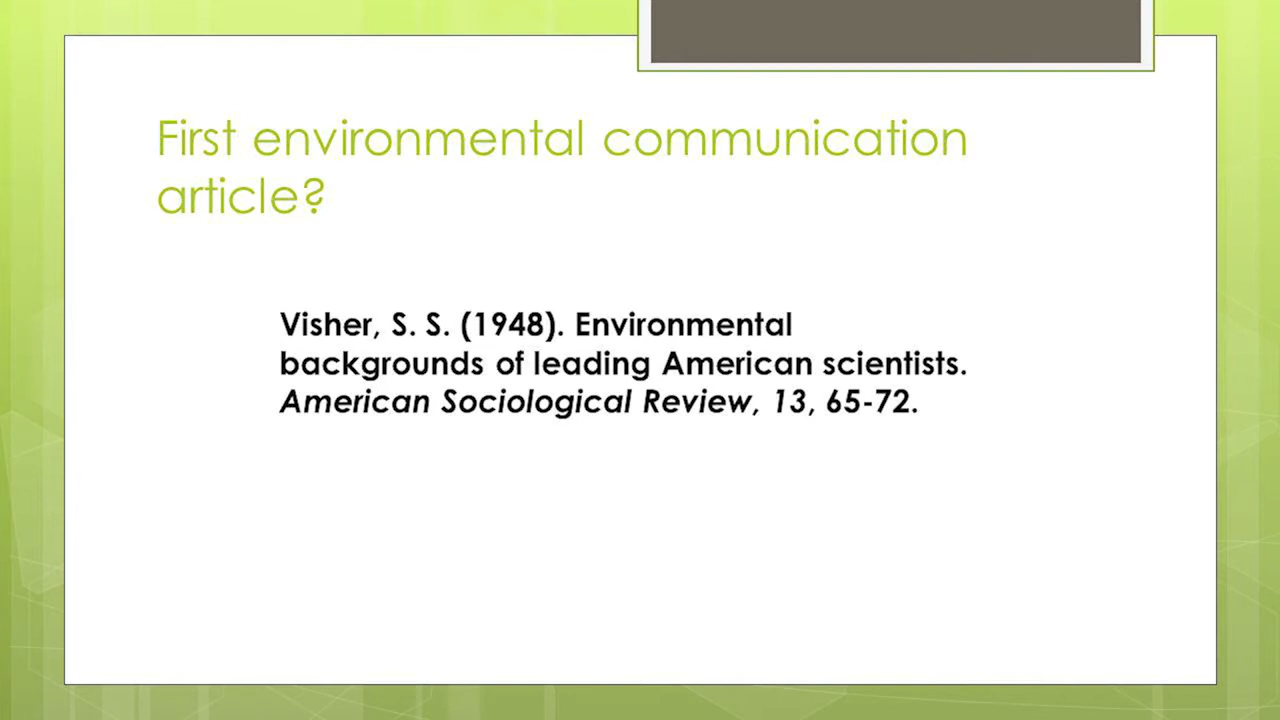 First environmental communication
article?
Visher, S. S. (1948). Environmental
backgrounds of leading American scientists.
American Sociological Review, 13, 65-72.